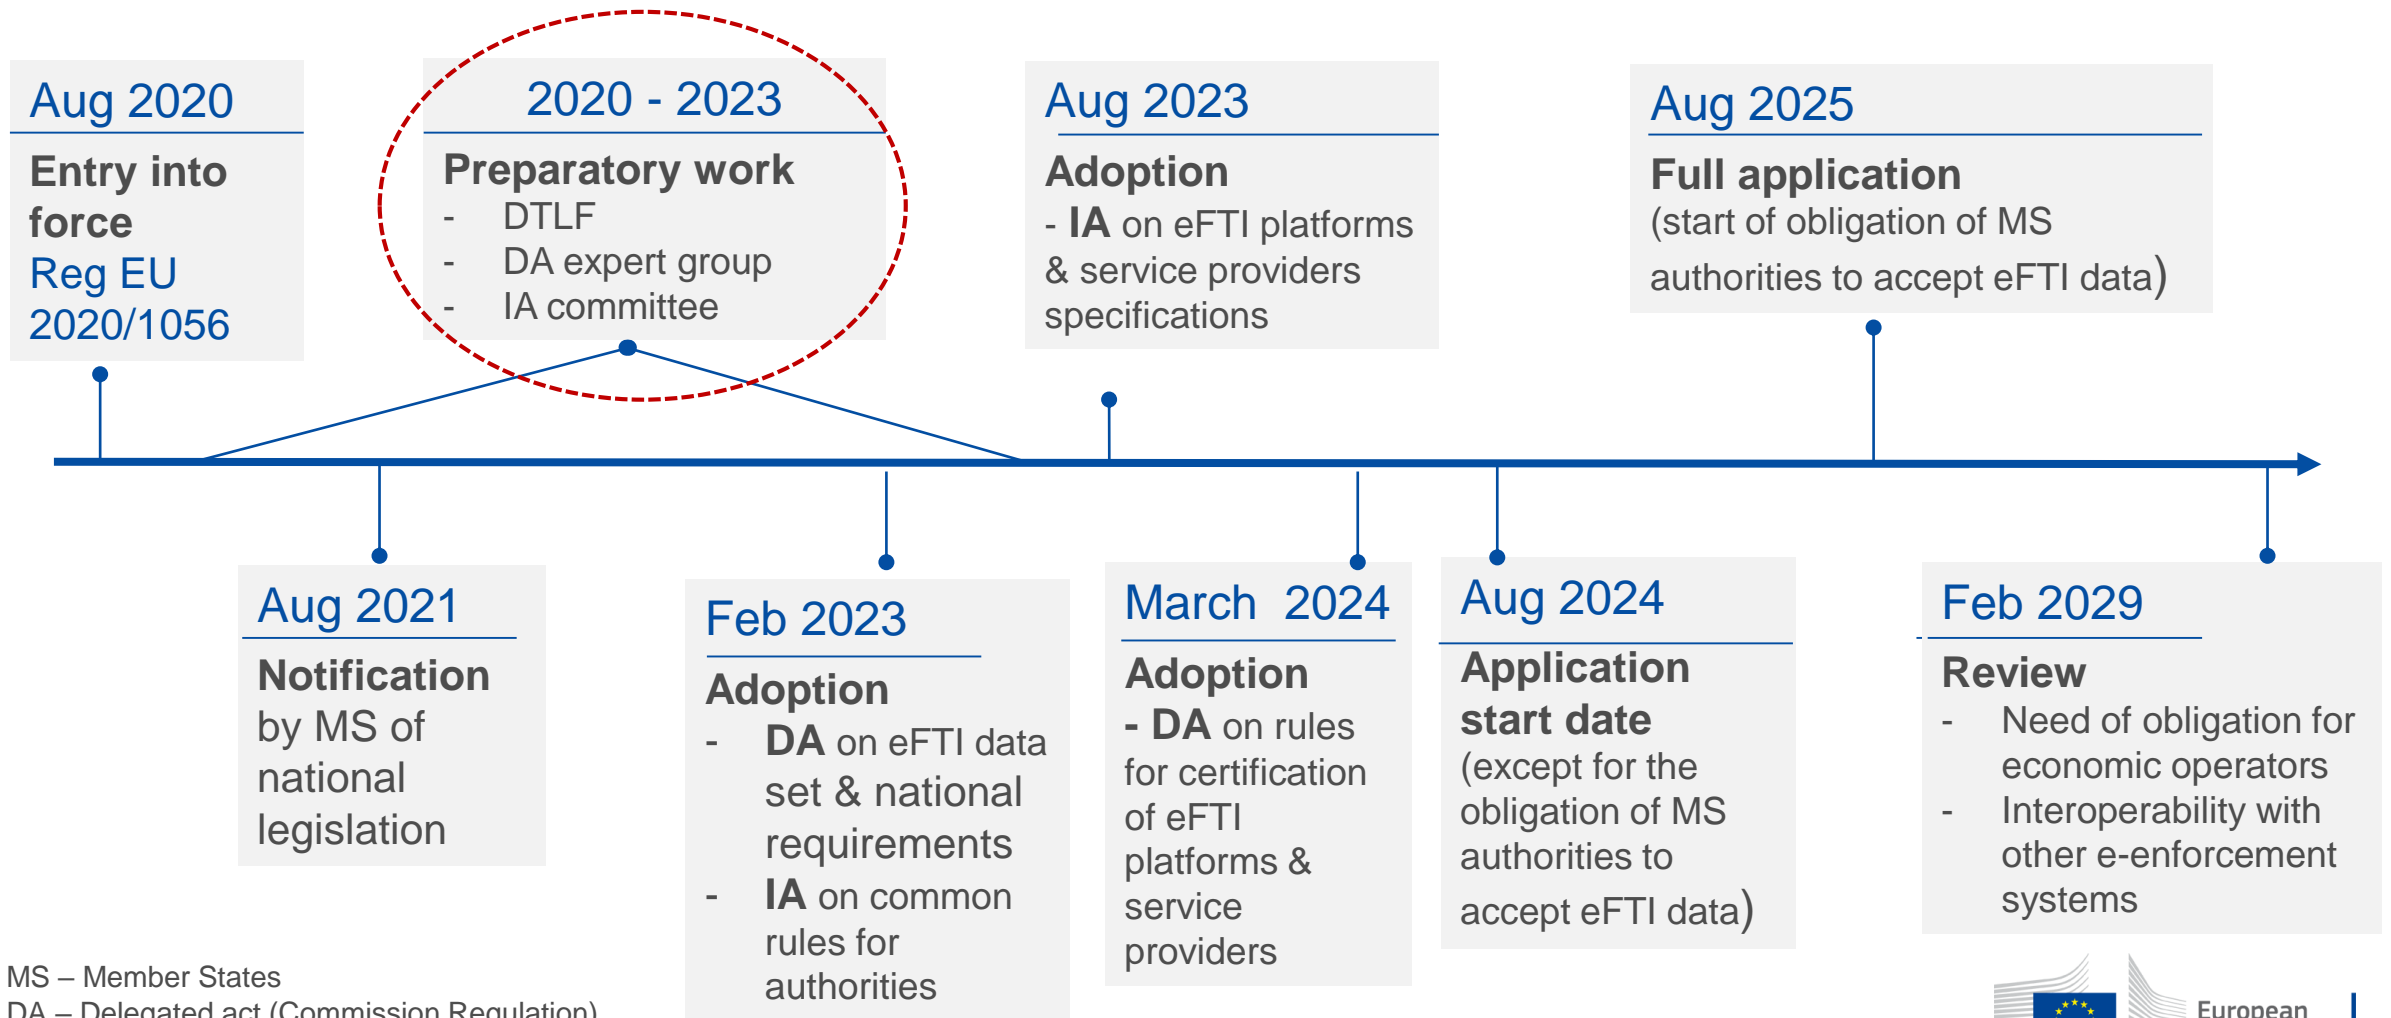 Aug 2020
Entry into
force
Reg EU
2020/1056
2020 - 2023
Preparatory work
- DTLF
- DA expert group
- IA committee
Aug 2023
Adoption
- IA on eFTI platforms
& service providers
specifications
Aug 2025
Full application
(start of obligation of MS
authorities to accept eFTI data)
Aug 2021
Notification
by MS of
national
legislation
Feb 2023
Adoption
- DA on eFTI data
set & national
requirements
- IA on common
rules for
authorities
March 2024
Adoption
- DA on rules
for certification
of eFTI
platforms &
service
providers
Aug 2024
Application
start date
(except for the
obligation of MS
authorities to
accept eFTI data)
Feb 2029
Review
- Need of obligation for
economic operators
- Interoperability with
other e-enforcement
systems
MS – Member States
DA – Delegated act (Commission Regulation)
European